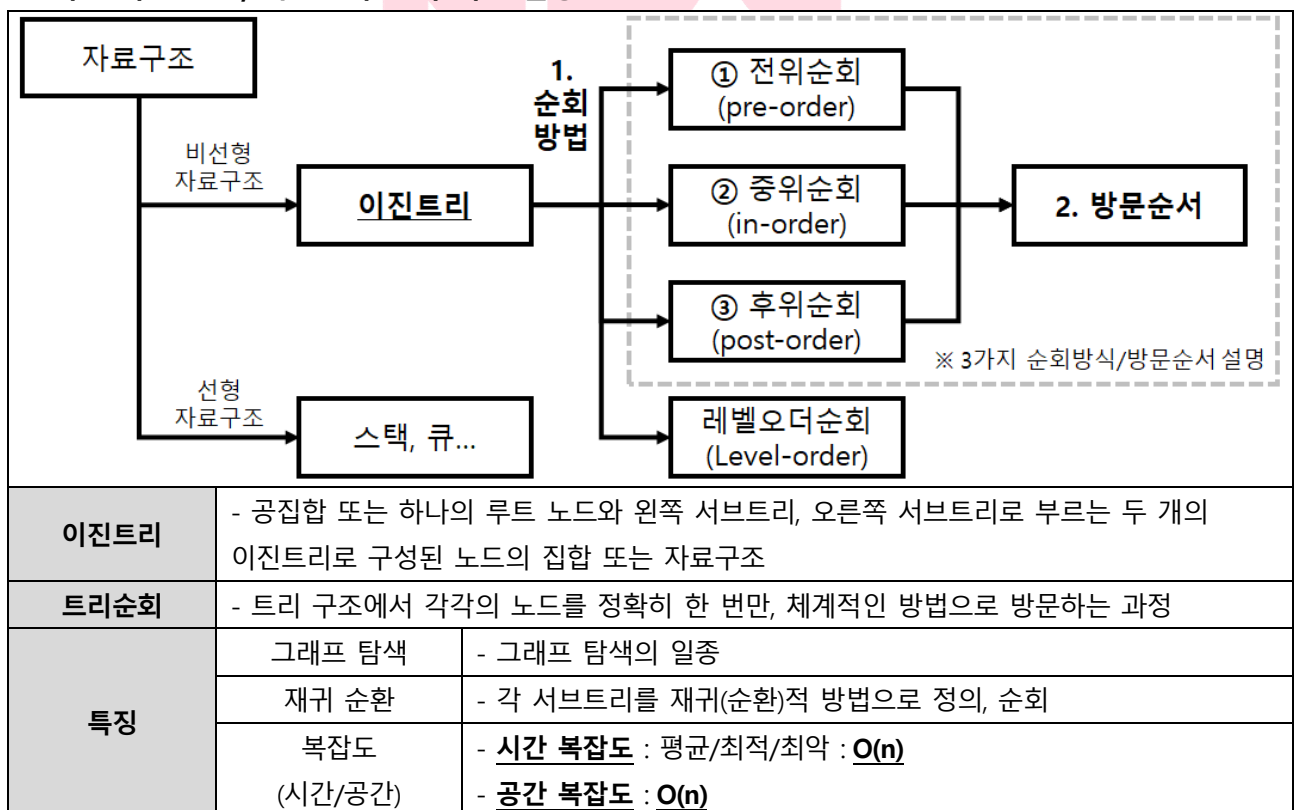 자료구조
1.
순회
방법
① 전위순회
(pre-order)
비선형
자료구조
이진트리
② 중위순회
(in-order)
2. 방문순서
③ 후위순회
(post-order)
※ 3가지 순회방식/방문순서 설명
선형
자료구조
스택, 큐...
레벨오더순회
(Level-order)
이진트리
- 공집합 또는 하나의 루트 노드와 왼쪽 서브트리, 오른쪽 서브트리로 부르는 두 개의
이진트리로 구성된 노드의 집합 또는 자료구조
트리순회
- 트리 구조에서 각각의 노드를 정확히 한 번만, 체계적인 방법으로 방문하는 과정
특징
그래프 탐색
- 그래프 탐색의 일종
재귀 순환
- 각 서브트리를 재귀(순환)적 방법으로 정의, 순회
복잡도
(시간/공간)
- 시간 복잡도 : 평균/최적/최악 : O(n)
- 공간 복잡도 : O(n)